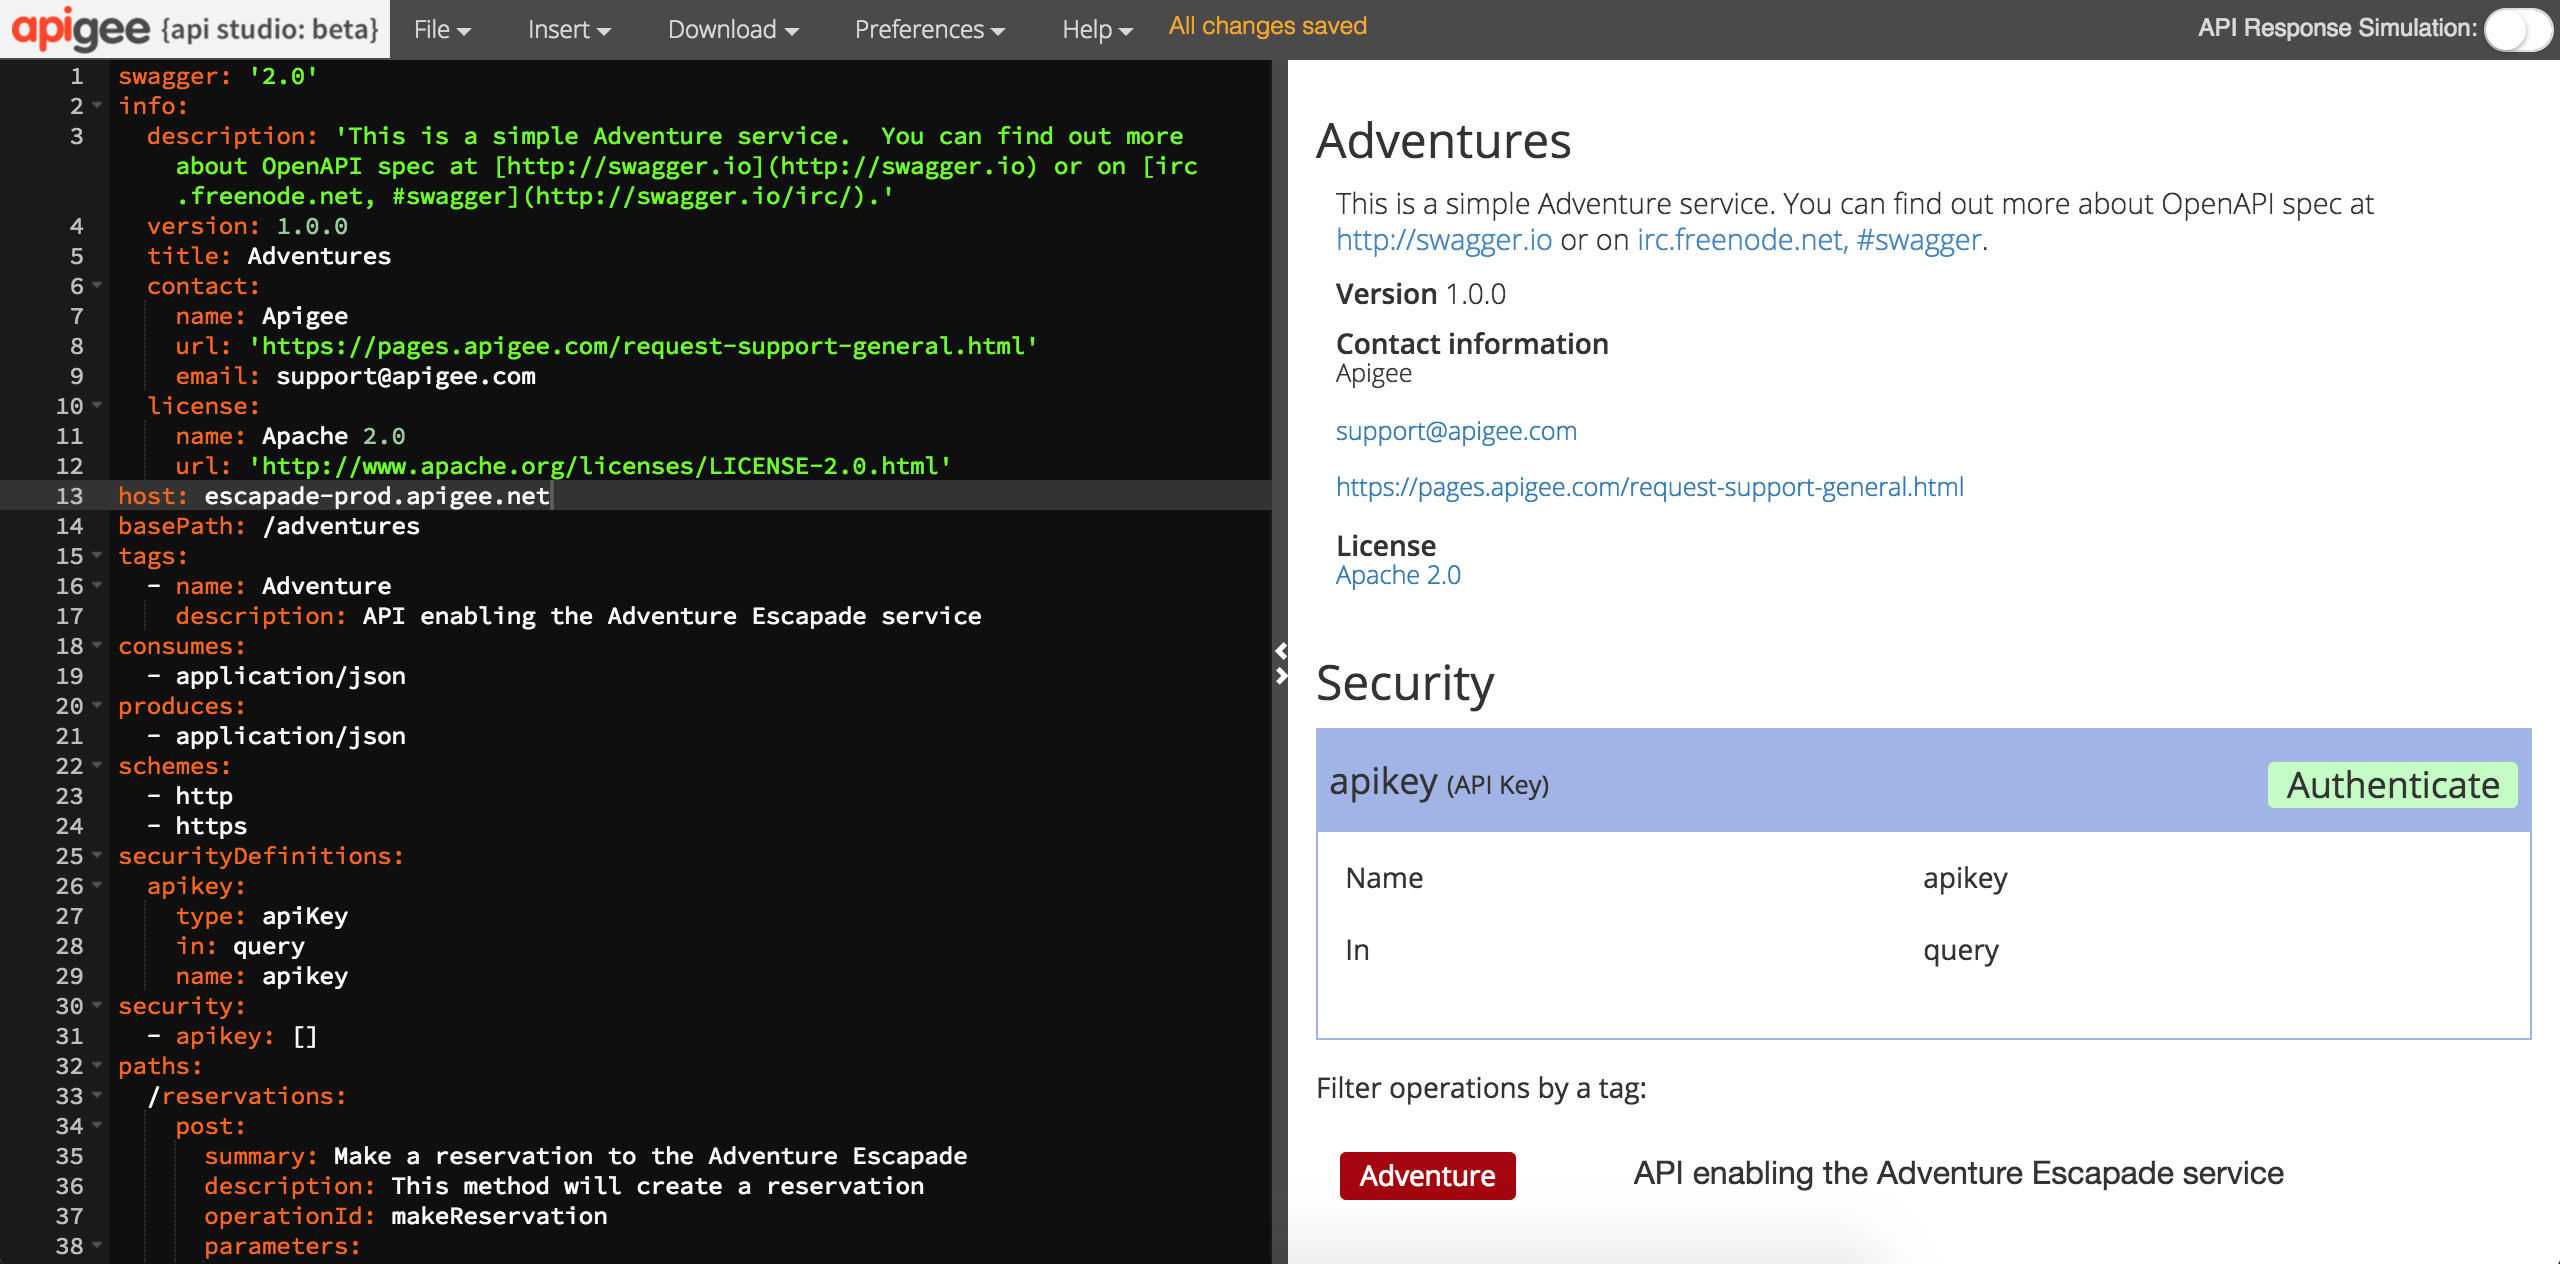 apigee {api studio: beta} File Insert Download Preferences Help All changes saved API Response Simulation:
1 swagger: '2.0'
2 info:
3 description: 'This is a simple Adventure service.  You can find out more
about OpenAPI spec at [http://swagger.io](http://swagger.io) or on [irc
.freenode.net, #swagger](http://swagger.io/irc/).'
4 version: 1.0.0
5 title: Adventures
6 contact:
7 name: Apigee
8 url: 'https://pages.apigee.com/request-support-general.html'
9 email: support@apigee.com
10 license:
11 name: Apache 2.0
12 url: 'http://www.apache.org/licenses/LICENSE-2.0.html'
13 host: escapade-prod.apigee.net
14 basePath: /adventures
15 tags:
16 - name: Adventure
17 description: API enabling the Adventure Escapade service
18 consumes:
19 - application/json
20 produces:
21 - application/json
22 schemes:
23 - http
24 - https
25 securityDefinitions:
26 apikey:
27 type: apiKey
28 in: query
29 name: apikey
30 security:
31 - apikey: []
32 paths:
33 /reservations:
34 post:
35 summary: Make a reservation to the Adventure Escapade
36 description: This method will create a reservation
37 operationId: makeReservation
38 parameters:
Adventures
This is a simple Adventure service. You can find out more about OpenAPI spec at
http://swagger.io or on irc.freenode.net, #swagger.
Version 1.0.0
Contact information
Apigee
support@apigee.com
https://pages.apigee.com/request-support-general.html
License
Apache 2.0
Security
apikey (API Key) Authenticate
Name apikey
In query
Filter operations by a tag:
Adventure API enabling the Adventure Escapade service